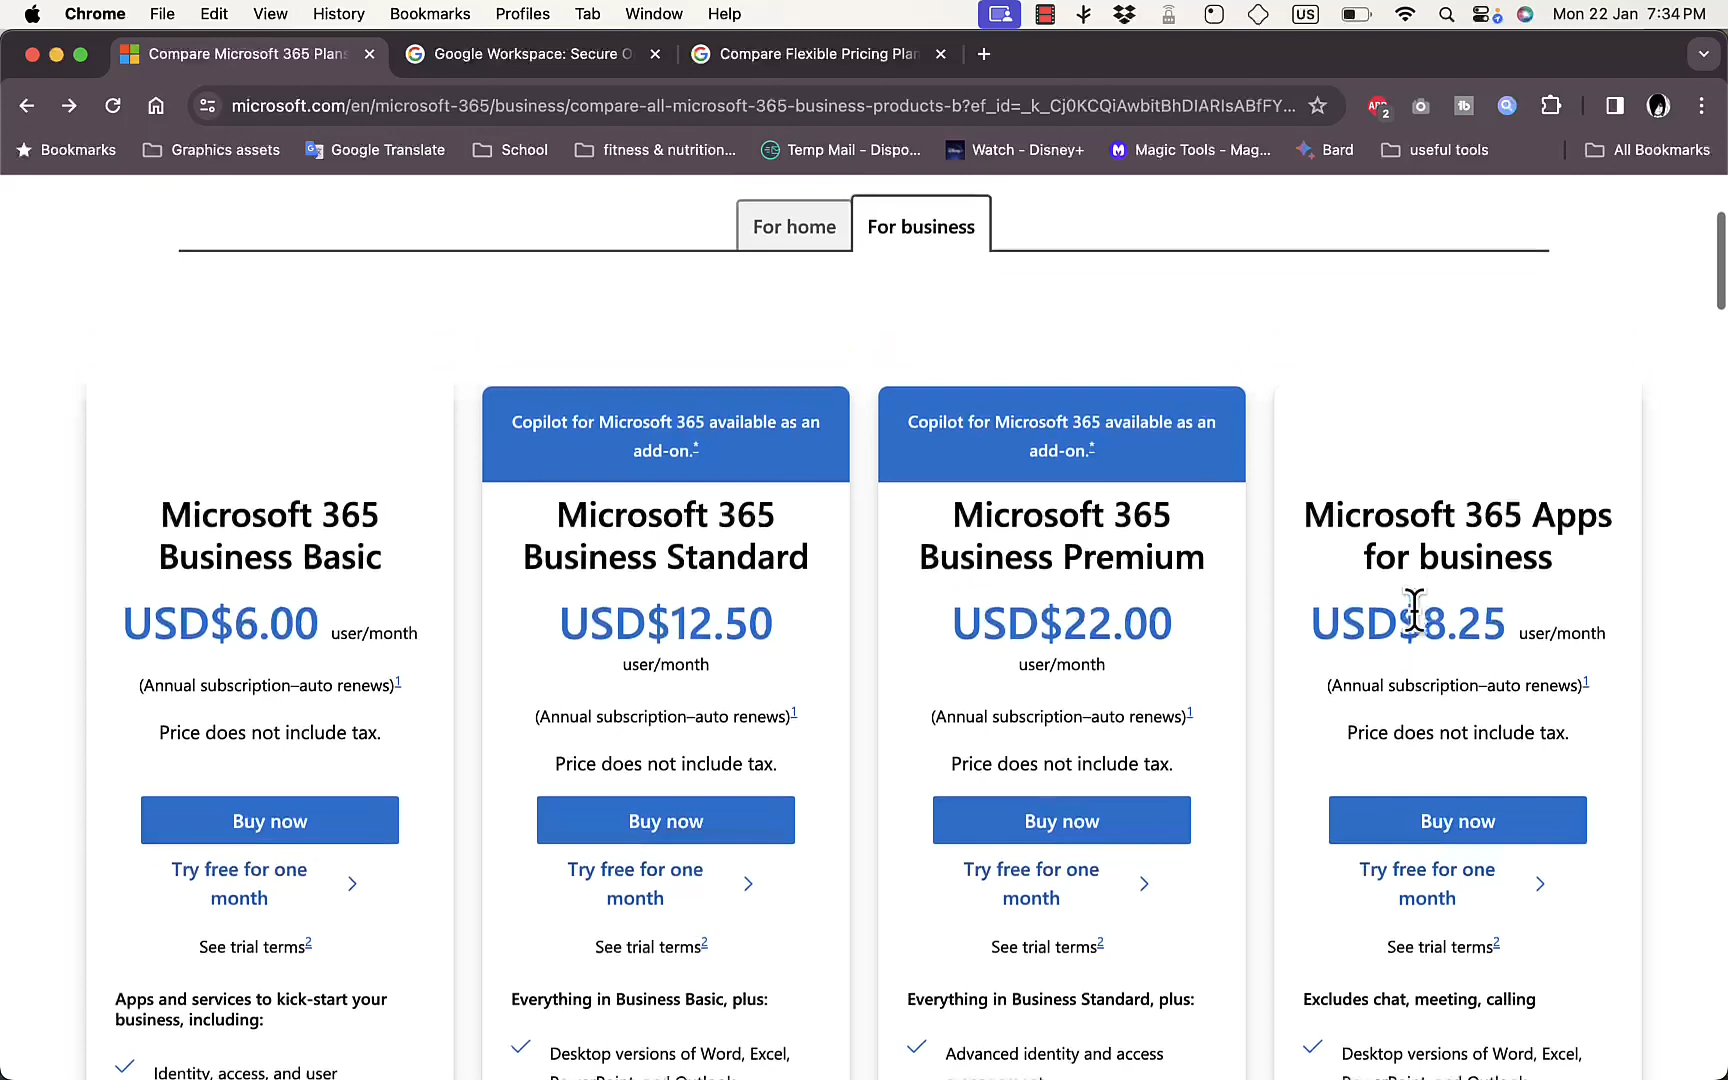 Chrome File Edit View History Bookmarks Profiles Tab Window Help US Mon 22 Jan 7:34 PM
Compare Microsoft 365 Plans Google Workspace: Secure O Compare Flexible Pricing Plan
microsoft.com/en/microsoft-365/business/compare-all-microsoft-365-business-products-b?ef_id=_k_Cj0KCQiAwbitBhDIARIsABfFY... ABP 2 tb
Bookmarks Graphics assets Google Translate School fitness & nutrition... Temp Mail - Dispo... Watch - Disney+ Magic Tools - Mag... Bard useful tools All Bookmarks
For home For business
Copilot for Microsoft 365 available as an
add-on.*
Copilot for Microsoft 365 available as an
add-on.*
Microsoft 365
Business Basic
USD$6.00 user/month
(Annual subscription–auto renews)1
Price does not include tax.
Buy now
Try free for one
month
See trial terms2
Apps and services to kick-start your
business, including:
Identity, access, and user
Microsoft 365
Business Standard
USD$12.50
user/month
(Annual subscription–auto renews)1
Price does not include tax.
Buy now
Try free for one
month
See trial terms2
Everything in Business Basic, plus:
Desktop versions of Word, Excel,
PowerPoint, and Outlook
Microsoft 365
Business Premium
USD$22.00
user/month
(Annual subscription–auto renews)1
Price does not include tax.
Buy now
Try free for one
month
See trial terms2
Everything in Business Standard, plus:
Advanced identity and access
Microsoft 365 Apps
for business
USD$8.25 user/month
(Annual subscription–auto renews)1
Price does not include tax.
Buy now
Try free for one
month
See trial terms2
Excludes chat, meeting, calling
Desktop versions of Word, Excel,
PowerPoint, and Outlook